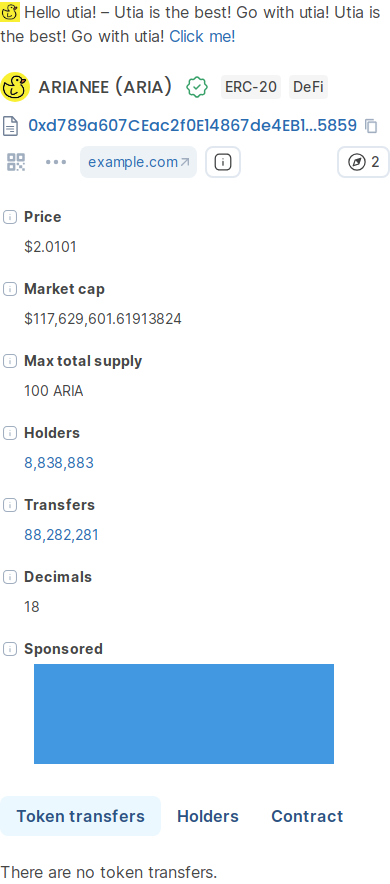 Hello utia! – Utia is the best! Go with utia! Utia is
the best! Go with utia! Click me!
ARIANEE (ARIA) ERC-20 DeFi
0xd789a607CEac2f0E14867de4EB1...5859
example.com 2
Price
$2.0101
Market cap
$117,629,601.61913824
Max total supply
100 ARIA
Holders
8,838,883
Transfers
88,282,281
Decimals
18
Sponsored
Token transfers Holders Contract
There are no token transfers.